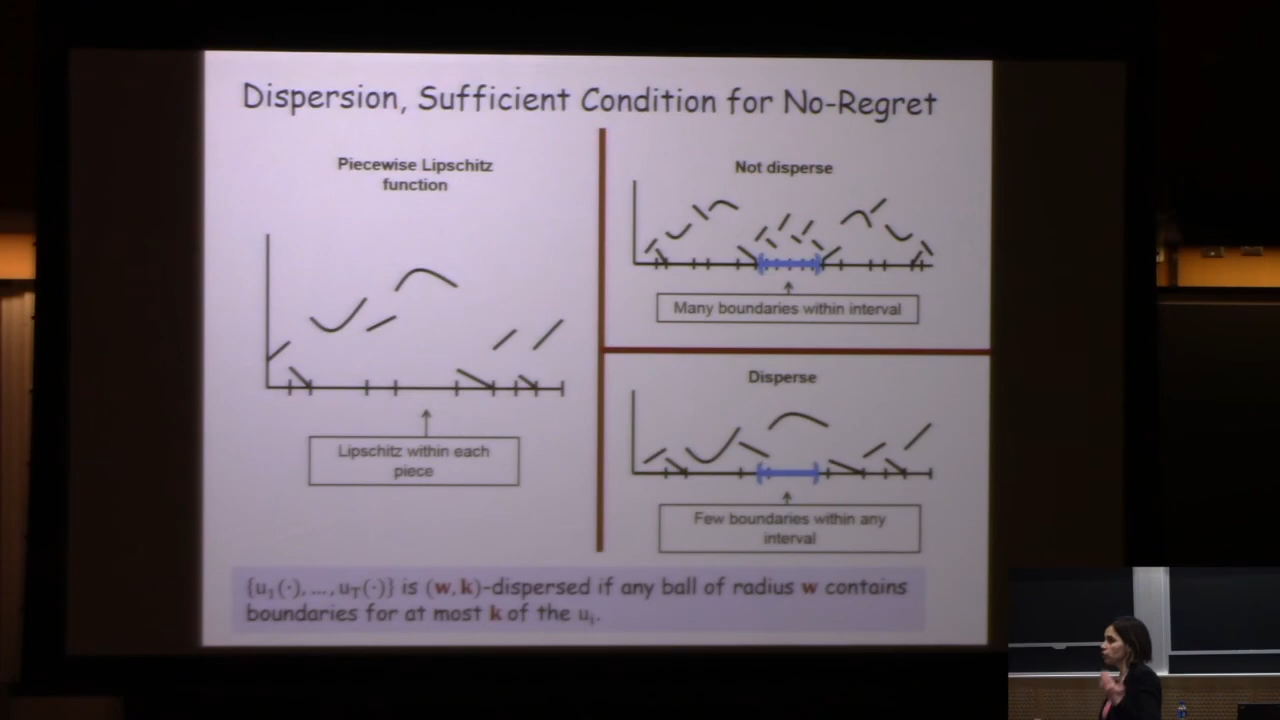 Dispersion, Sufficient Condition for No-Regret
Piecewise Lipschitz
function
Lipschitz within each
piece
Not disperse
Many boundaries within interval
Disperse
Few boundaries within any
interval
{u₁(·), …, u_T(·)} is (w, k)-dispersed if any ball of radius w contains
boundaries for at most k of the uᵢ.